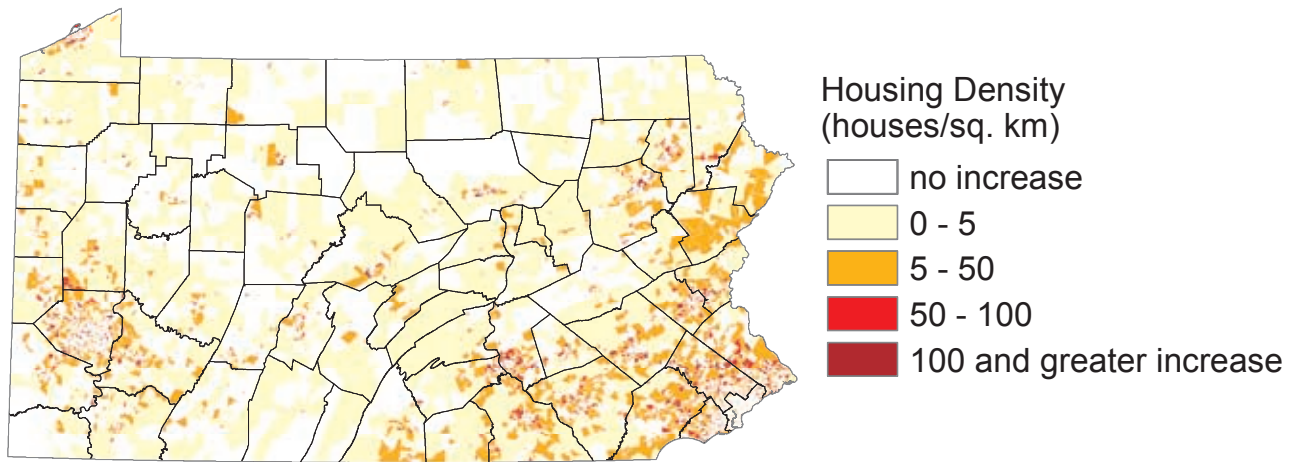 Housing Density
(houses/sq. km)
no increase
0 - 5
5 - 50
50 - 100
100 and greater increase